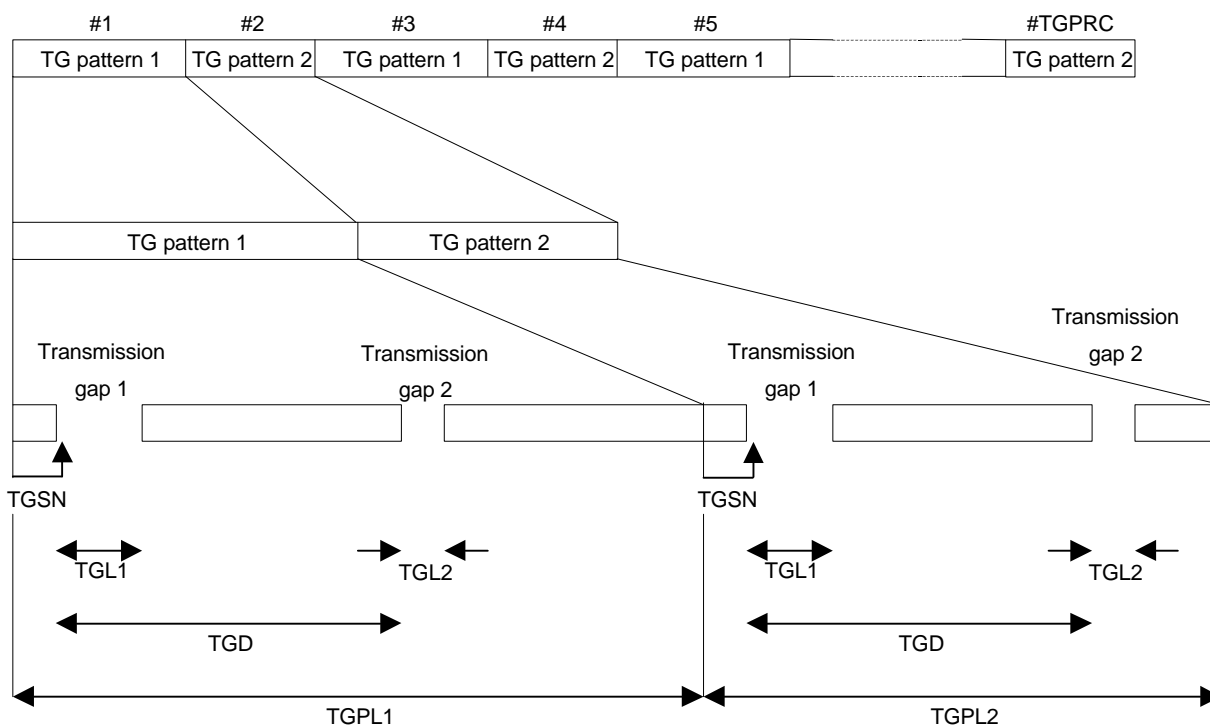 #1 #2 #3 #4 #5 #TGPRC
TG pattern 1 TG pattern 2 TG pattern 1 TG pattern 2 TG pattern 1 TG pattern 2
TG pattern 1 TG pattern 2
Transmission
gap 1
Transmission
gap 2
Transmission
gap 1
Transmission
gap 2
TGSN TGSN
TGL1 TGL2 TGL1 TGL2
TGD TGD
TGPL1 TGPL2